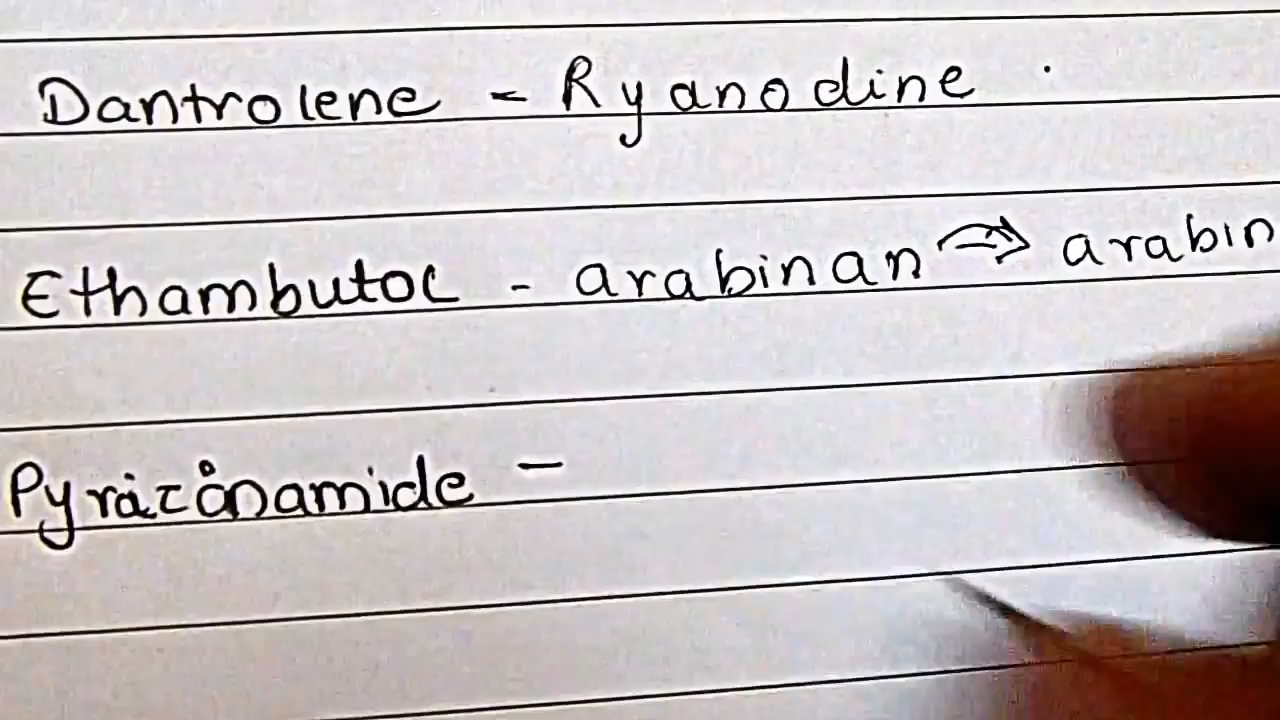 Dantrolene - Ryanodine
Ethambutol - arabinan ⇒ arabin
Pyrazinamide -